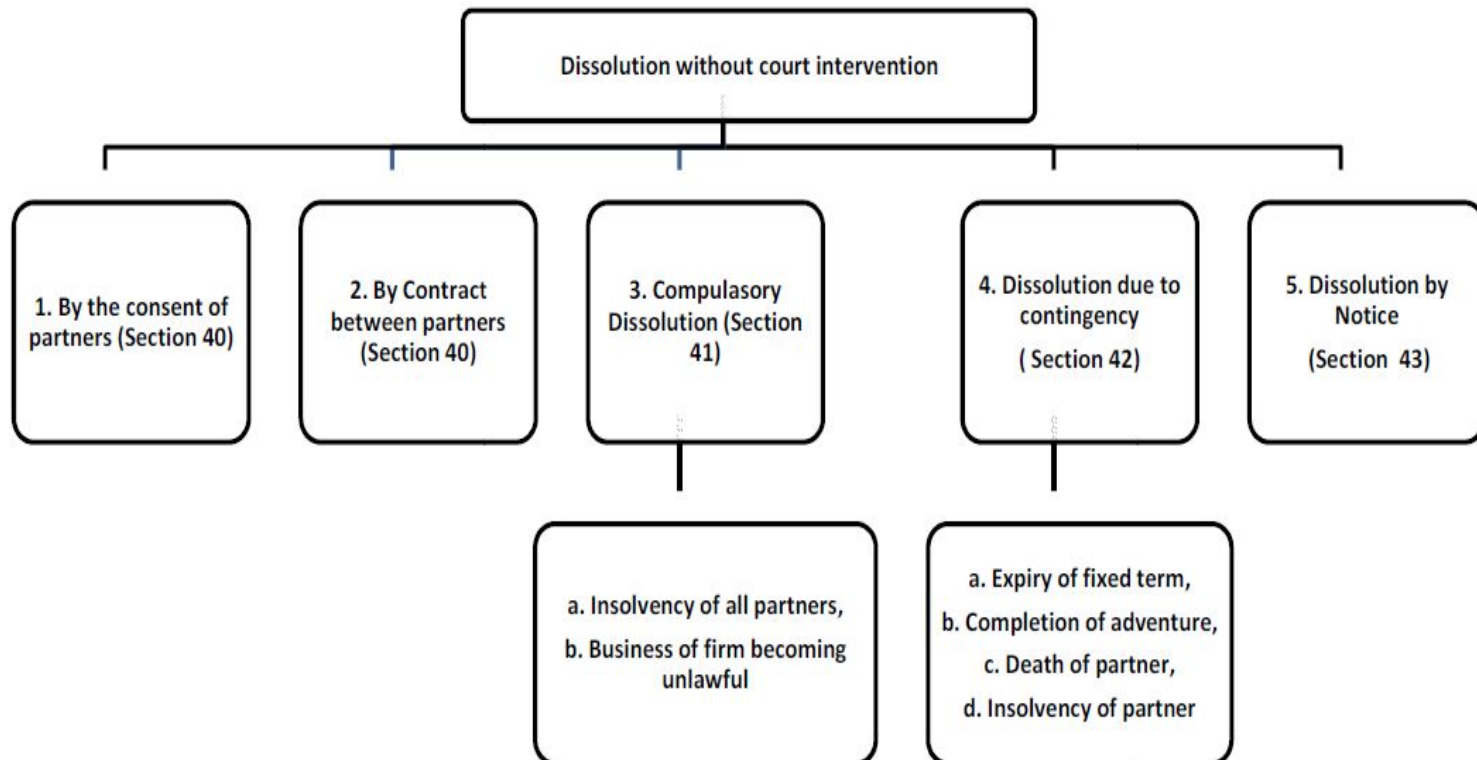 Dissolution without court intervention
1. By the consent of
partners (Section 40)
2. By Contract
between partners
(Section 40)
3. Compulasory
Dissolution (Section
41)
4. Dissolution due to
contingency
( Section 42)
5. Dissolution by
Notice
(Section 43)
a. Insolvency of all partners,
b. Business of firm becoming
unlawful
a. Expiry of fixed term,
b. Completion of adventure,
c. Death of partner,
d. Insolvency of partner